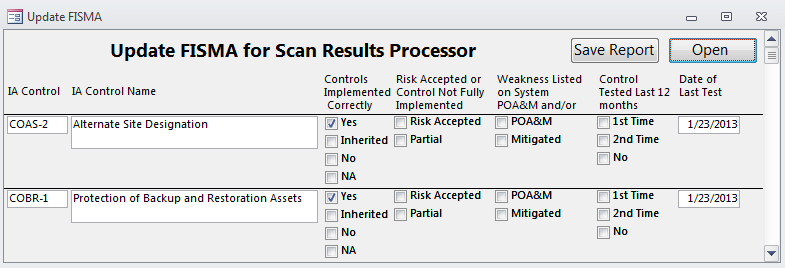 Update FISMA
Update FISMA for Scan Results Processor
Save Report
Open
IA Control
IA Control Name
Controls
Implemented
Correctly
Risk Accepted or
Control Not Fully
Implemented
Weakness Listed
on System
POA&M and/or
Control
Tested Last 12
months
Date of
Last Test
COAS-2
Alternate Site Designation
Yes
Inherited
No
NA
Risk Accepted
Partial
POA&M
Mitigated
1st Time
2nd Time
No
1/23/2013
COBR-1
Protection of Backup and Restoration Assets
Yes
Inherited
No
NA
Risk Accepted
Partial
POA&M
Mitigated
1st Time
2nd Time
No
1/23/2013